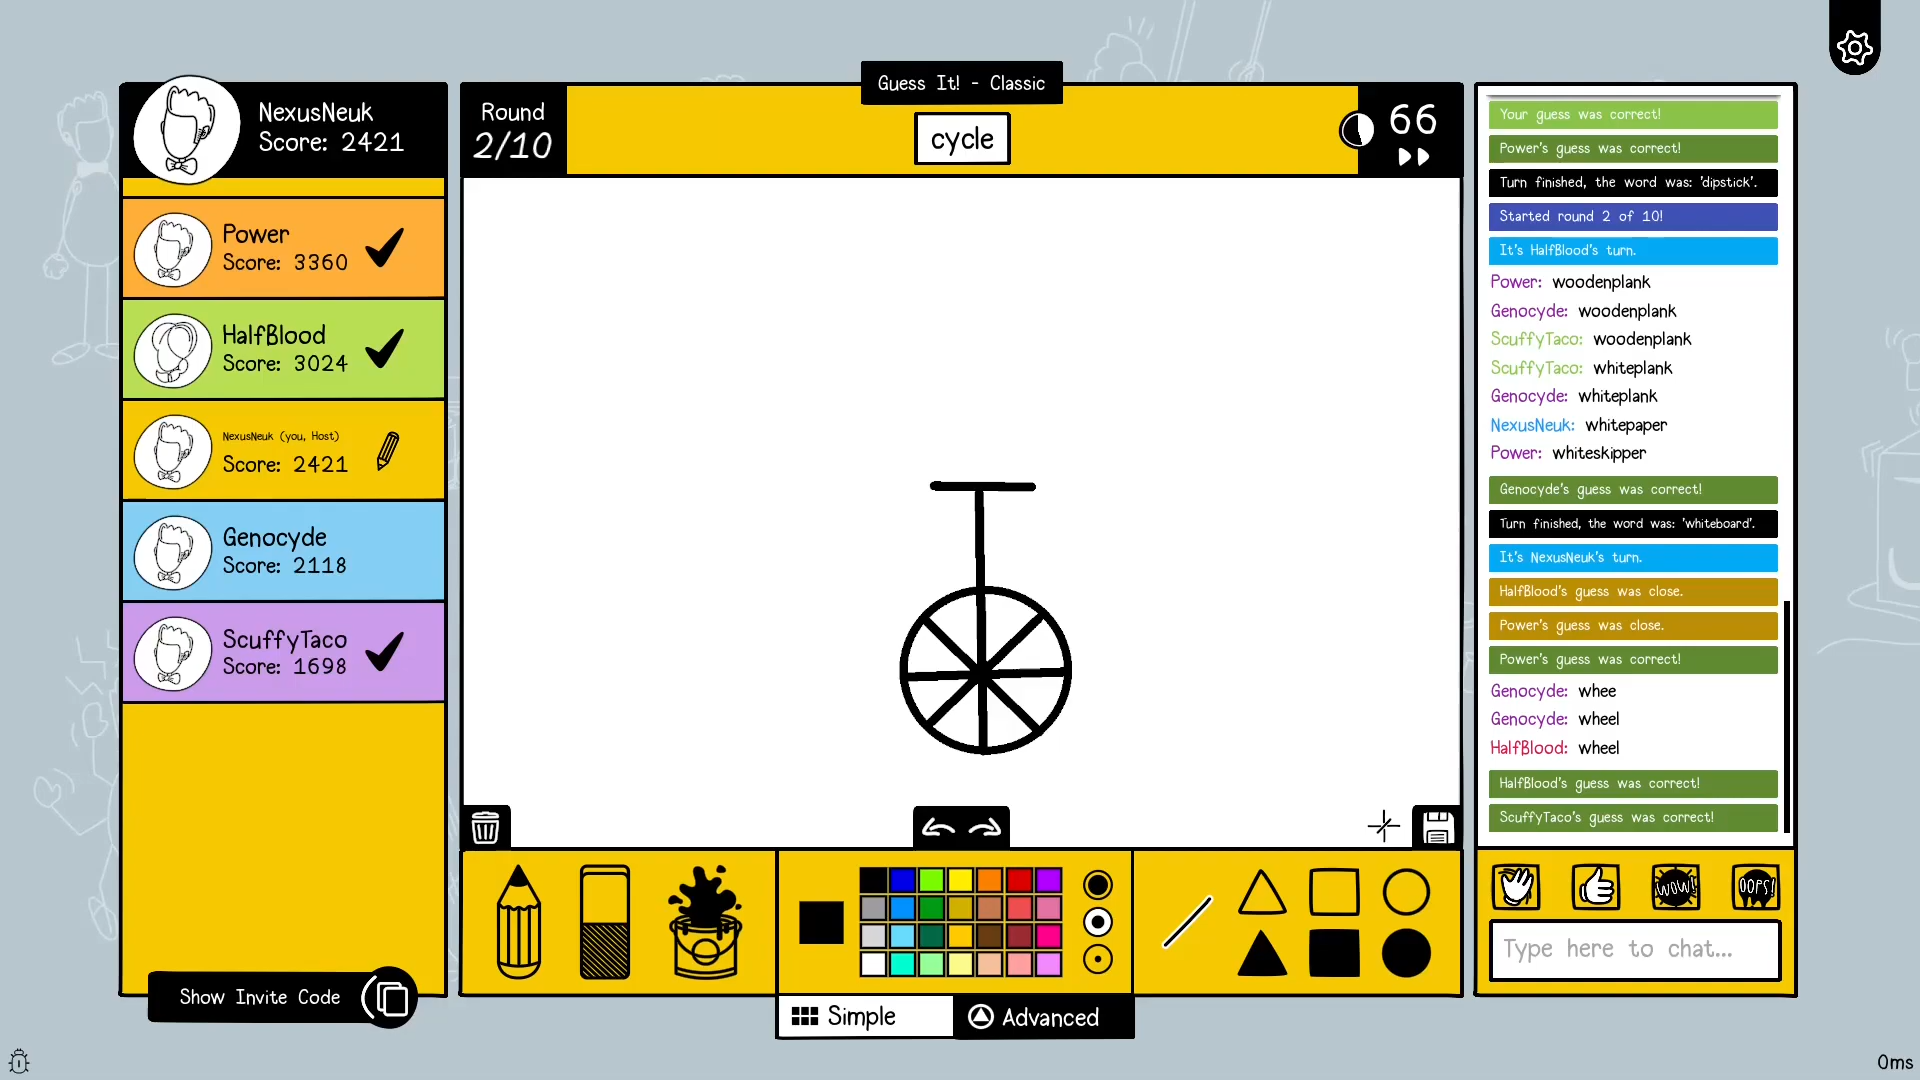 Guess It! - Classic
NexusNeuk
Score: 2421
Round
2/10
cycle
66
Power
Score: 3360
HalfBlood
Score: 3024
NexusNeuk (you, Host)
Score: 2421
Genocyde
Score: 2118
ScuffyTaco
Score: 1698
Show Invite Code
Your guess was correct!
Power's guess was correct!
Turn finished, the word was: 'dipstick'.
Started round 2 of 10!
It's HalfBlood's turn.
Power: woodenplank
Genocyde: woodenplank
ScuffyTaco: woodenplank
ScuffyTaco: whiteplank
Genocyde: whiteplank
NexusNeuk: whitepaper
Power: whiteskipper
Genocyde's guess was correct!
Turn finished, the word was: 'whiteboard'.
It's NexusNeuk's turn.
HalfBlood's guess was close.
Power's guess was close.
Power's guess was correct!
Genocyde: whee
Genocyde: wheel
HalfBlood: wheel
HalfBlood's guess was correct!
ScuffyTaco's guess was correct!
WOW!
OOPS!
Type here to chat...
Simple
Advanced
0ms